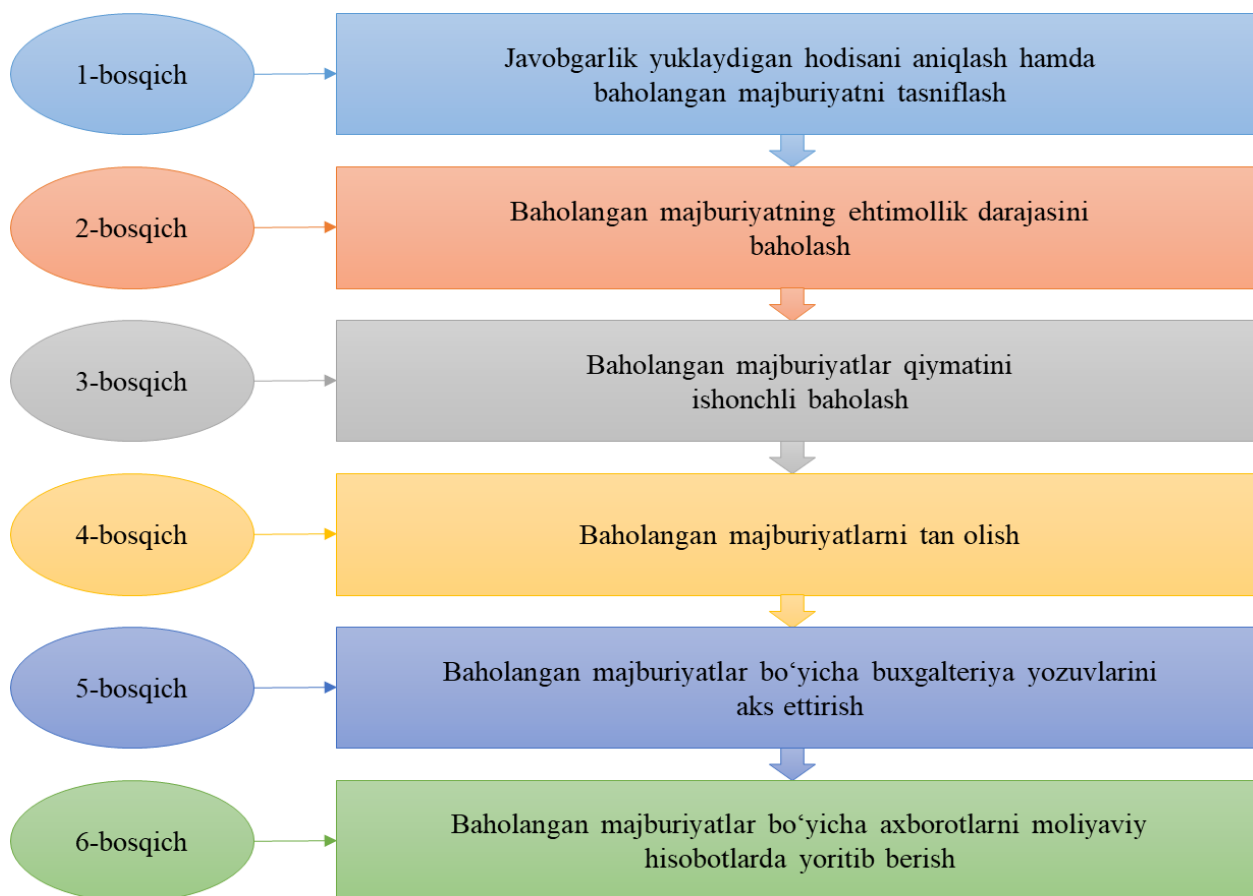 1-bosqich
Javobgarlik yuklaydigan hodisani aniqlash hamda
baholangan majburiyatni tasniflash
2-bosqich
Baholangan majburiyatning ehtimollik darajasini
baholash
3-bosqich
Baholangan majburiyatlar qiymatini
ishonchli baholash
4-bosqich
Baholangan majburiyatlarni tan olish
5-bosqich
Baholangan majburiyatlar bo‘yicha buxgalteriya yozuvlarini
aks ettirish
6-bosqich
Baholangan majburiyatlar bo‘yicha axborotlarni moliyaviy
hisobotlarda yoritib berish